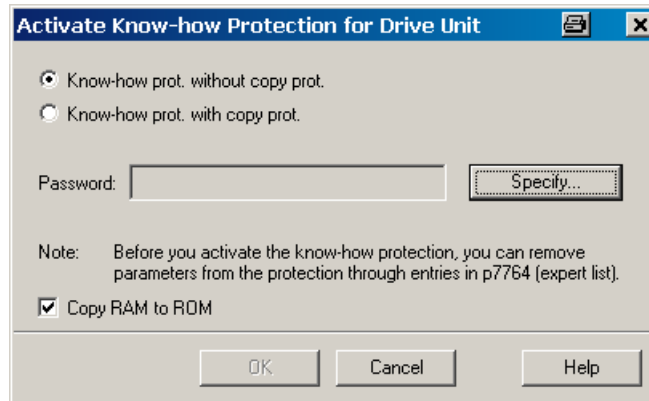 Activate Know-how Protection for Drive Unit
Know-how prot. without copy prot.
Know-how prot. with copy prot.
Password:
Specify...
Note: Before you activate the know-how protection, you can remove
parameters from the protection through entries in p7764 (expert list).
Copy RAM to ROM
OK Cancel Help